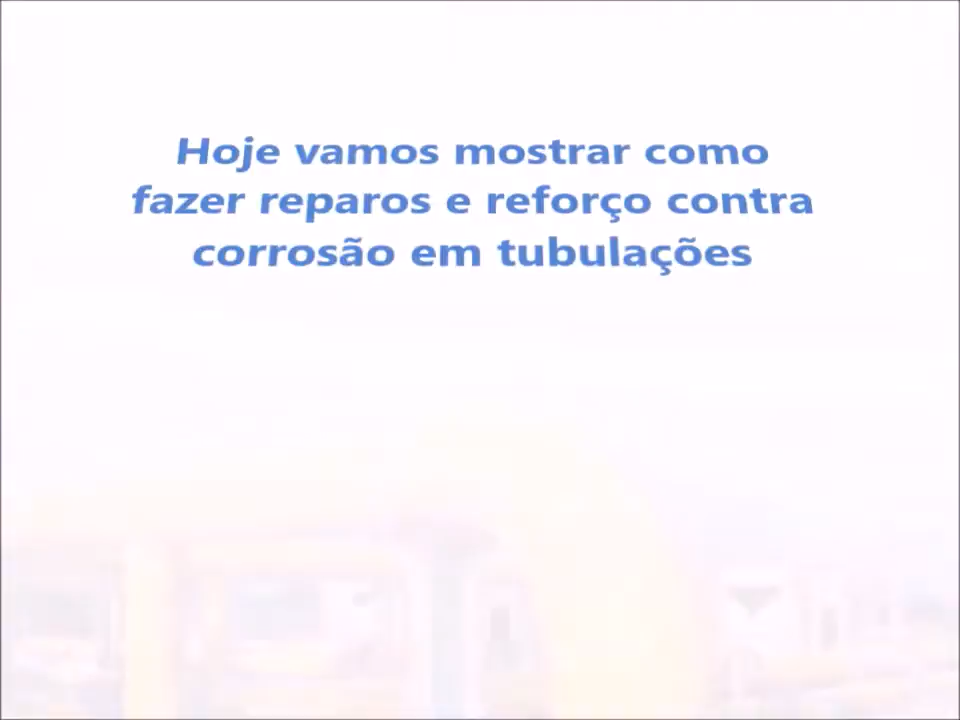 Hoje vamos mostrar como
fazer reparos e reforço contra
corrosão em tubulações